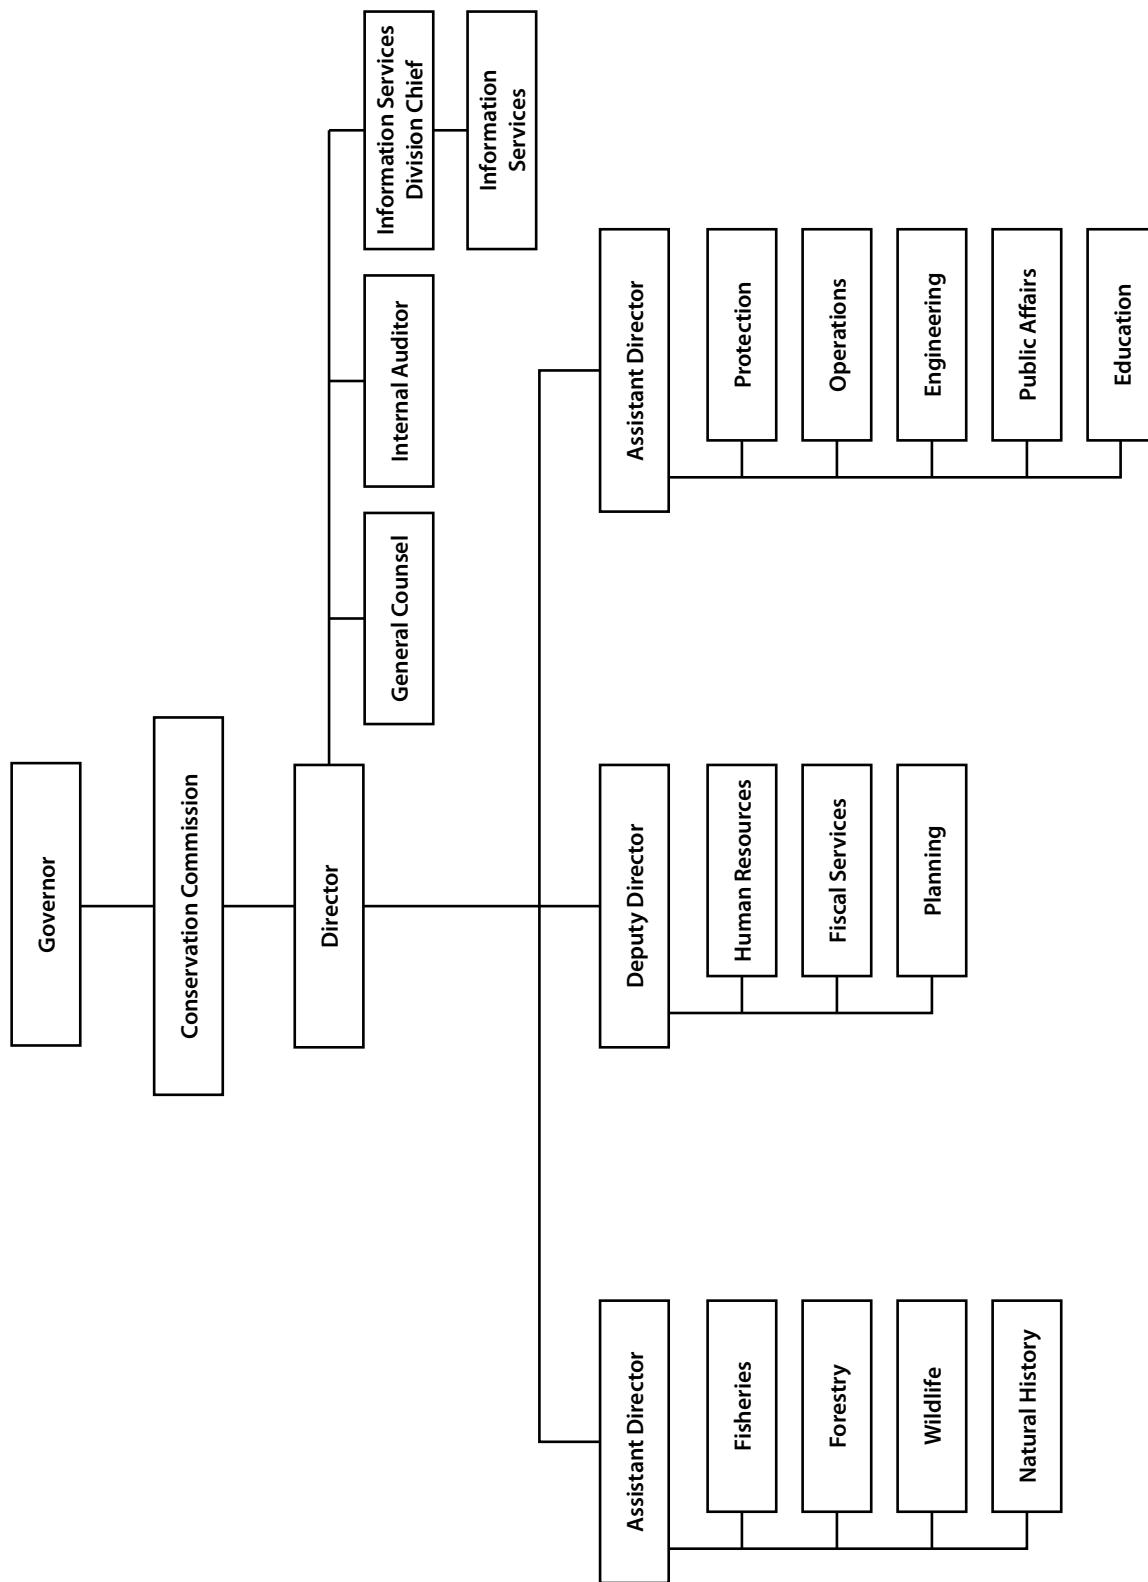 Governor
Conservation Commission
Director
General Counsel
Internal Auditor
Information Services
Division Chief
Information
Services
Assistant Director
Fisheries
Forestry
Wildlife
Natural History
Deputy Director
Human Resources
Fiscal Services
Planning
Assistant Director
Protection
Operations
Engineering
Public Affairs
Education